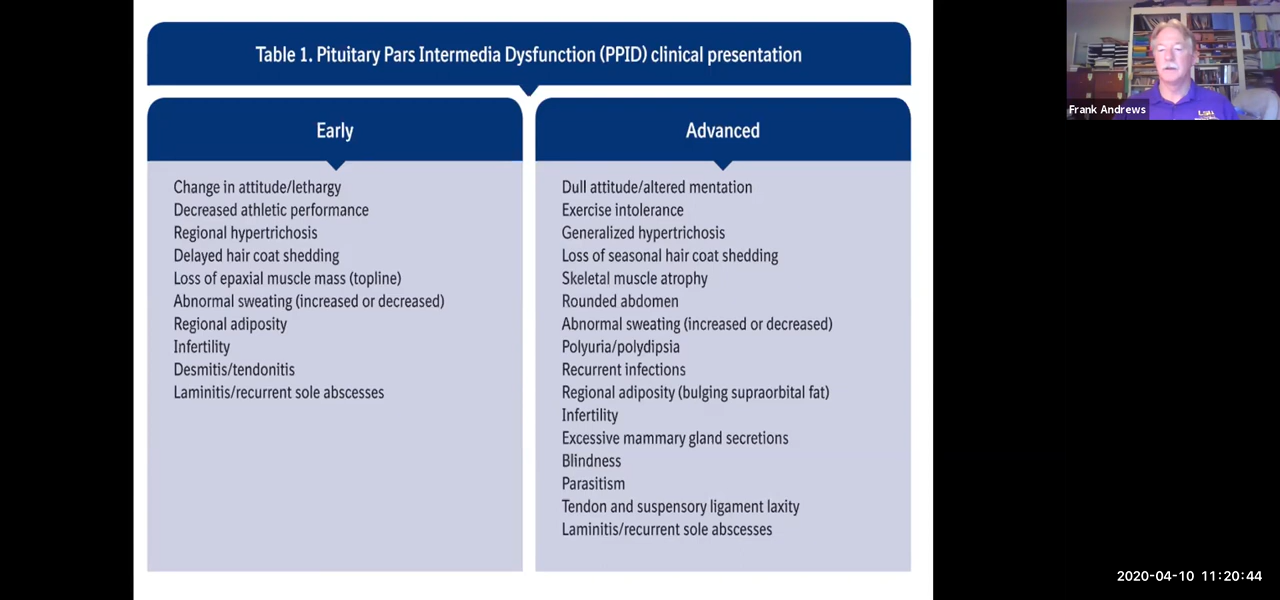 Table 1. Pituitary Pars Intermedia Dysfunction (PPID) clinical presentation
Early
Change in attitude/lethargy
Decreased athletic performance
Regional hypertrichosis
Delayed hair coat shedding
Loss of epaxial muscle mass (topline)
Abnormal sweating (increased or decreased)
Regional adiposity
Infertility
Desmitis/tendonitis
Laminitis/recurrent sole abscesses
Advanced
Dull attitude/altered mentation
Exercise intolerance
Generalized hypertrichosis
Loss of seasonal hair coat shedding
Skeletal muscle atrophy
Rounded abdomen
Abnormal sweating (increased or decreased)
Polyuria/polydipsia
Recurrent infections
Regional adiposity (bulging supraorbital fat)
Infertility
Excessive mammary gland secretions
Blindness
Parasitism
Tendon and suspensory ligament laxity
Laminitis/recurrent sole abscesses
Frank Andrews
2020-04-10 11:20:44